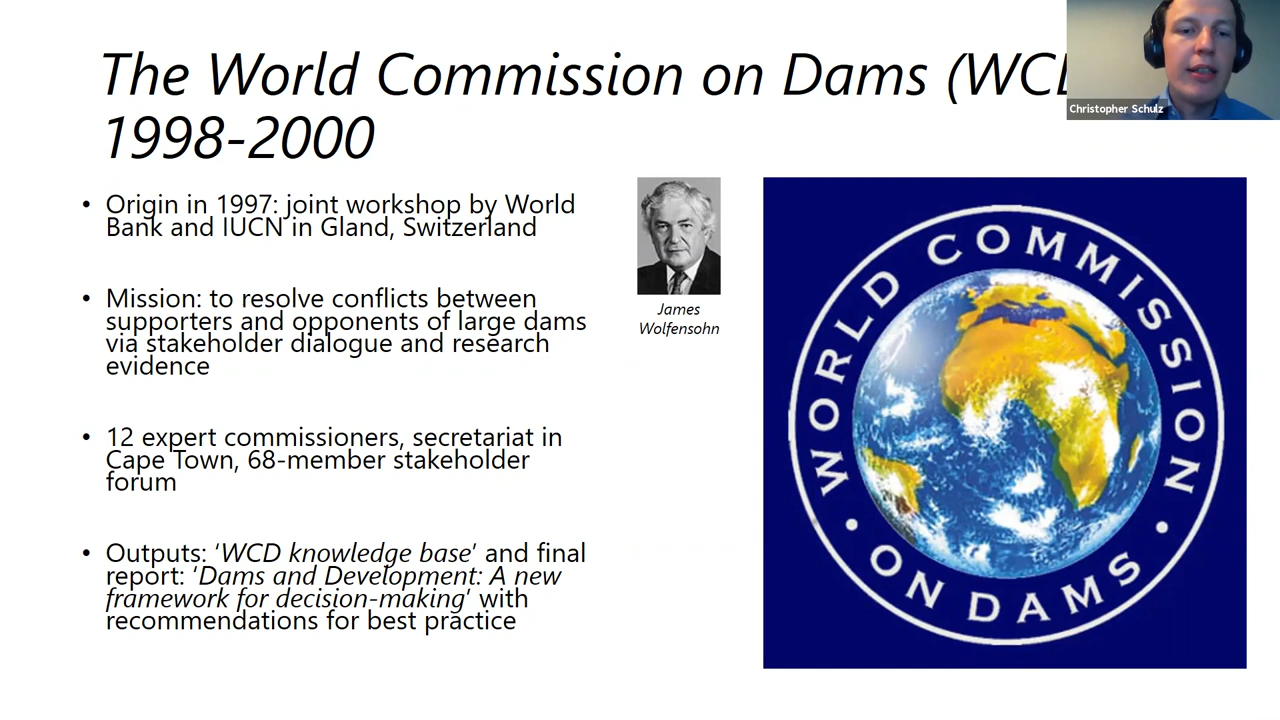 The World Commission on Dams (WCD
1998-2000
Christopher Schulz
• Origin in 1997: joint workshop by World
Bank and IUCN in Gland, Switzerland
• Mission: to resolve conflicts between
supporters and opponents of large dams
via stakeholder dialogue and research
evidence
• 12 expert commissioners, secretariat in
Cape Town, 68-member stakeholder
forum
• Outputs: ‘WCD knowledge base’ and final
report: ‘Dams and Development: A new
framework for decision-making’ with
recommendations for best practice
James
Wolfensohn
WORLD COMMISSION
• ON DAMS •